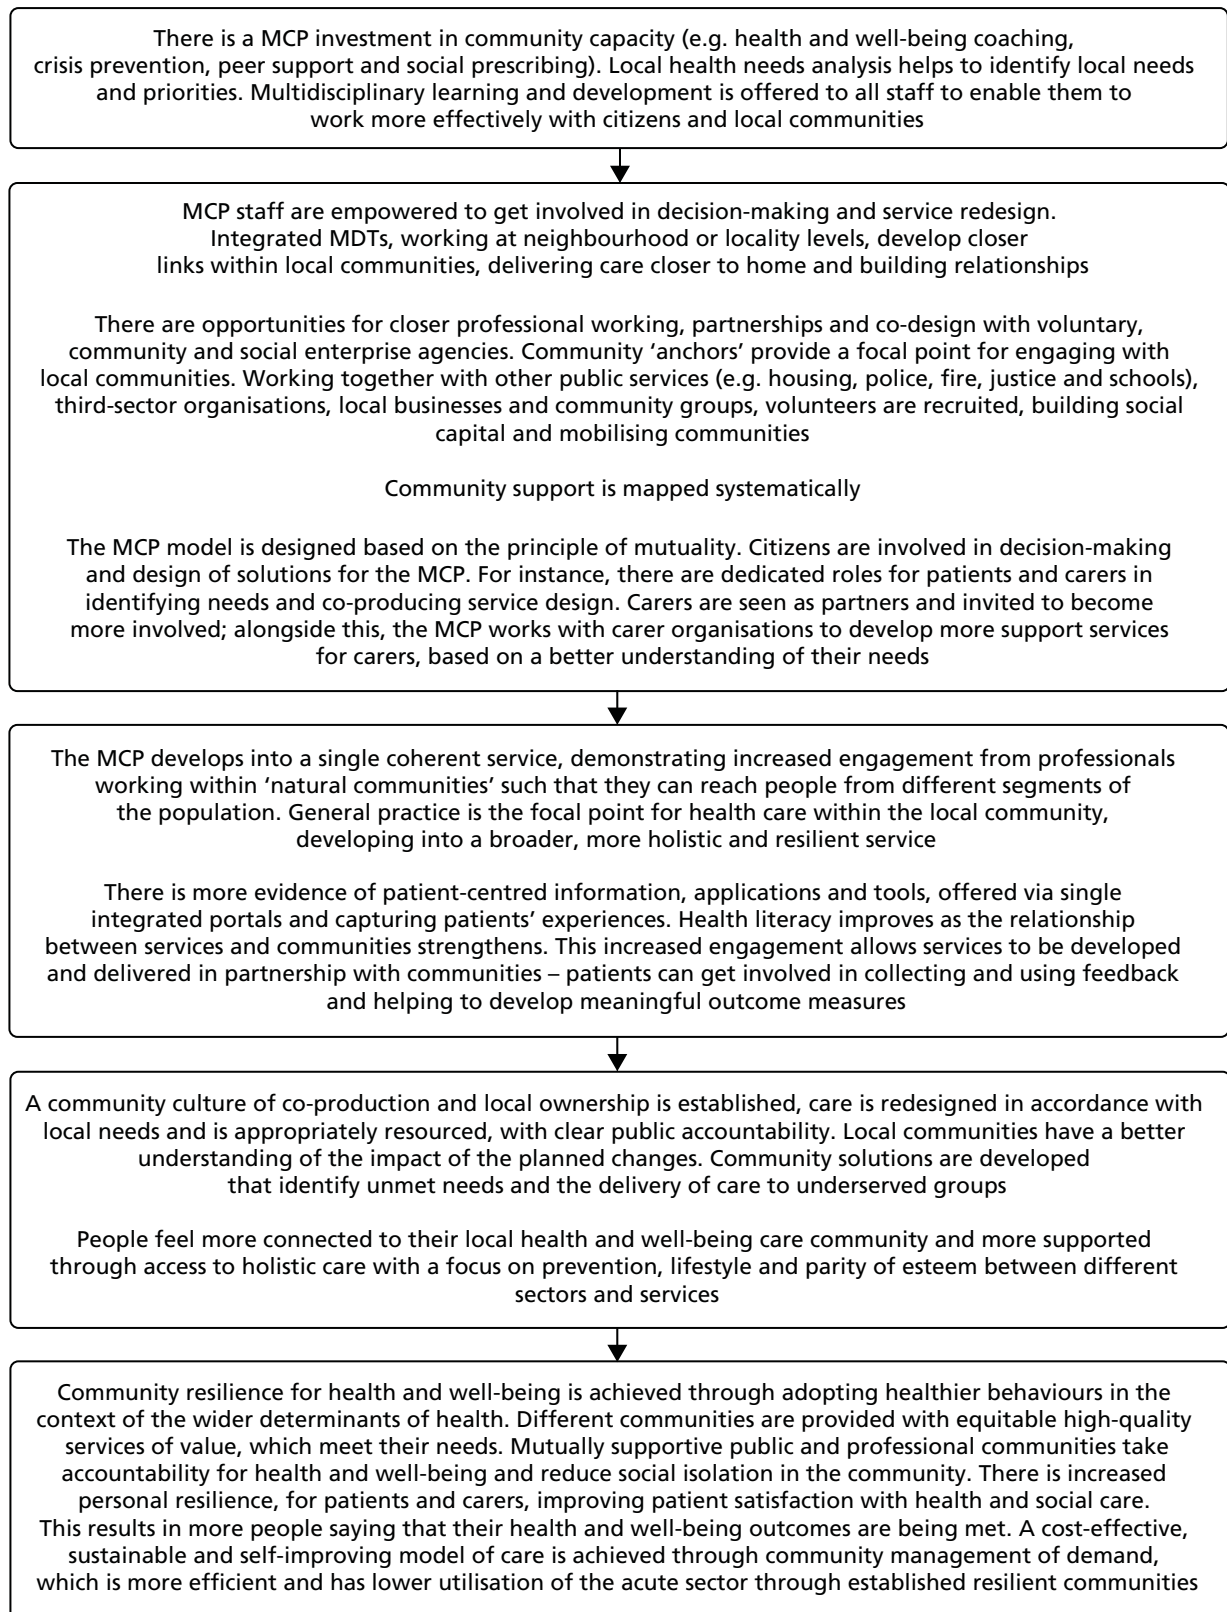 There is a MCP investment in community capacity (e.g. health and well-being coaching,
crisis prevention, peer support and social prescribing). Local health needs analysis helps to identify local needs
and priorities. Multidisciplinary learning and development is offered to all staff to enable them to
work more effectively with citizens and local communities
MCP staff are empowered to get involved in decision-making and service redesign.
Integrated MDTs, working at neighbourhood or locality levels, develop closer
links within local communities, delivering care closer to home and building relationships
There are opportunities for closer professional working, partnerships and co-design with voluntary,
community and social enterprise agencies. Community ‘anchors’ provide a focal point for engaging with
local communities. Working together with other public services (e.g. housing, police, fire, justice and schools),
third-sector organisations, local businesses and community groups, volunteers are recruited, building social
capital and mobilising communities
Community support is mapped systematically
The MCP model is designed based on the principle of mutuality. Citizens are involved in decision-making
and design of solutions for the MCP. For instance, there are dedicated roles for patients and carers in
identifying needs and co-producing service design. Carers are seen as partners and invited to become
more involved; alongside this, the MCP works with carer organisations to develop more support services
for carers, based on a better understanding of their needs
The MCP develops into a single coherent service, demonstrating increased engagement from professionals
working within ‘natural communities’ such that they can reach people from different segments of
the population. General practice is the focal point for health care within the local community,
developing into a broader, more holistic and resilient service
There is more evidence of patient-centred information, applications and tools, offered via single
integrated portals and capturing patients’ experiences. Health literacy improves as the relationship
between services and communities strengthens. This increased engagement allows services to be developed
and delivered in partnership with communities – patients can get involved in collecting and using feedback
and helping to develop meaningful outcome measures
A community culture of co-production and local ownership is established, care is redesigned in accordance with
local needs and is appropriately resourced, with clear public accountability. Local communities have a better
understanding of the impact of the planned changes. Community solutions are developed
that identify unmet needs and the delivery of care to underserved groups
People feel more connected to their local health and well-being care community and more supported
through access to holistic care with a focus on prevention, lifestyle and parity of esteem between different
sectors and services
Community resilience for health and well-being is achieved through adopting healthier behaviours in the
context of the wider determinants of health. Different communities are provided with equitable high-quality
services of value, which meet their needs. Mutually supportive public and professional communities take
accountability for health and well-being and reduce social isolation in the community. There is increased
personal resilience, for patients and carers, improving patient satisfaction with health and social care.
This results in more people saying that their health and well-being outcomes are being met. A cost-effective,
sustainable and self-improving model of care is achieved through community management of demand,
which is more efficient and has lower utilisation of the acute sector through established resilient communities